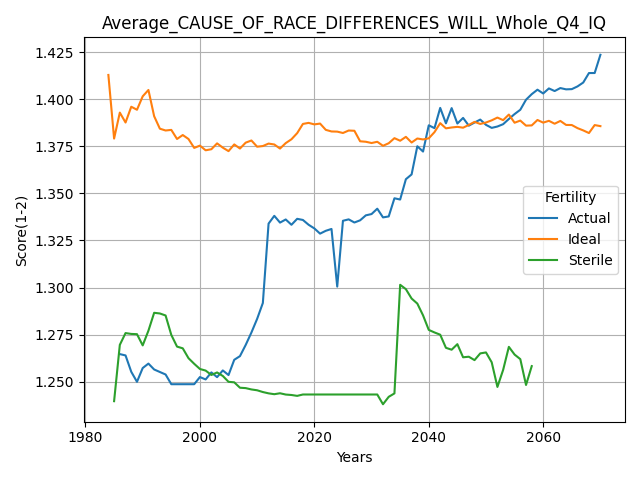 Average_CAUSE_OF_RACE_DIFFERENCES_WILL_Whole_Q4_IQ
Score(1-2)
1.425
1.400
1.375
1.350
1.325
1.300
1.275
1.250
Fertility
Actual
Ideal
Sterile
1980
2000
2020
2040
2060
Years